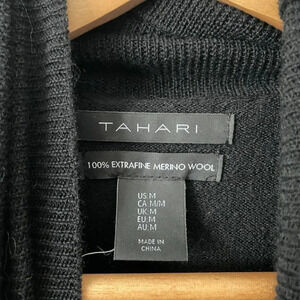 TAHARI
100% EXTRAFINE MERINO WOOL
US:M
CA:M/M
UK:M
EU:M
AU:M
MADE IN
CHINA